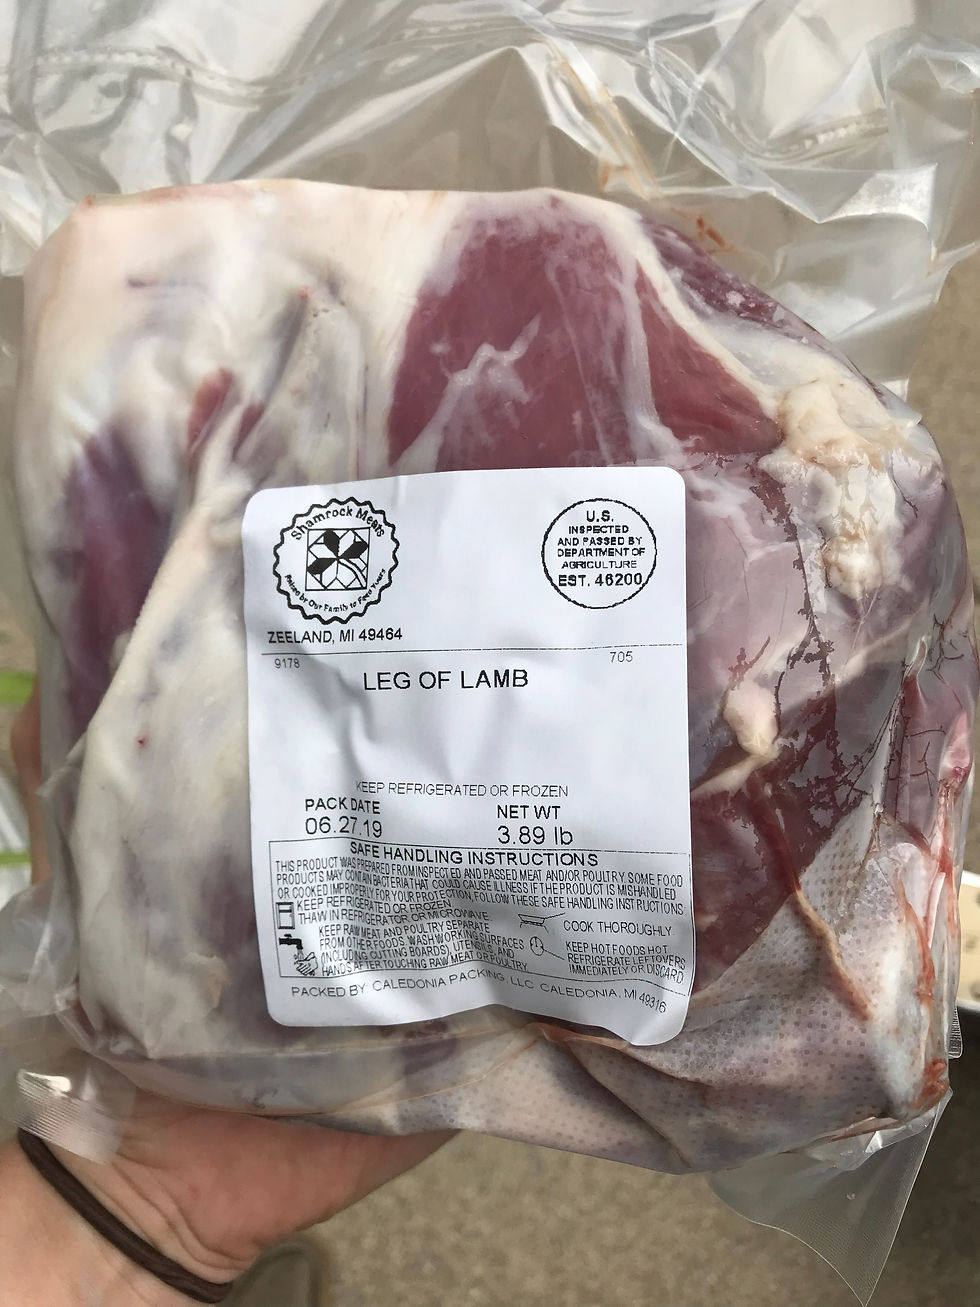 Shamrock Meats
Raised by Our Family to Feed Yours
ZEELAND, MI 49464
U.S.
INSPECTED
AND PASSED BY
DEPARTMENT OF
AGRICULTURE
EST. 46200
9178 705
LEG OF LAMB
KEEP REFRIGERATED OR FROZEN
PACK DATE NET WT
06.27.19 3.89 lb
SAFE HANDLING INSTRUCTIONS
THIS PRODUCT WAS PREPARED FROM INSPECTED AND PASSED MEAT AND/OR POULTRY. SOME FOOD
PRODUCTS MAY CONTAIN BACTERIA THAT COULD CAUSE ILLNESS IF THE PRODUCT IS MISHANDLED
OR COOKED IMPROPERLY. FOR YOUR PROTECTION, FOLLOW THESE SAFE HANDLING INSTRUCTIONS
KEEP REFRIGERATED OR FROZEN
THAW IN REFRIGERATOR OR MICROWAVE.
KEEP RAW MEAT AND POULTRY SEPARATE
FROM OTHER FOODS. WASH WORKING SURFACES
(INCLUDING CUTTING BOARDS), UTENSILS AND
HANDS AFTER TOUCHING RAW MEAT OR POULTRY.
COOK THOROUGHLY.
KEEP HOT FOODS HOT.
REFRIGERATE LEFTOVERS
IMMEDIATELY OR DISCARD.
PACKED BY: CALEDONIA PACKING, LLC CALEDONIA, MI 49316